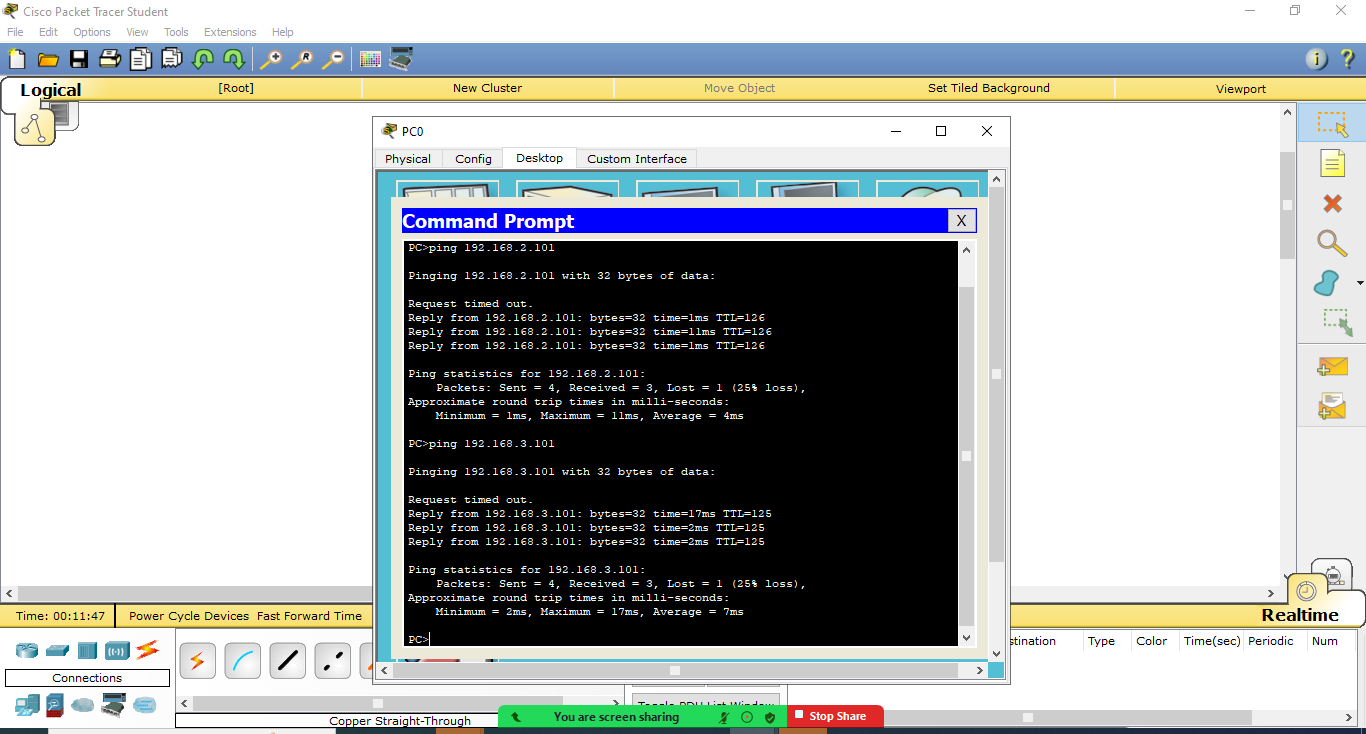 Cisco Packet Tracer Student
File Edit Options View Tools Extensions Help
Logical [Root] New Cluster Move Object Set Tiled Background Viewport
PC0
Physical Config Desktop Custom Interface
Command Prompt X
PC>ping 192.168.2.101
Pinging 192.168.2.101 with 32 bytes of data:
Request timed out.
Reply from 192.168.2.101: bytes=32 time=1ms TTL=126
Reply from 192.168.2.101: bytes=32 time=11ms TTL=126
Reply from 192.168.2.101: bytes=32 time=1ms TTL=126
Ping statistics for 192.168.2.101:
Packets: Sent = 4, Received = 3, Lost = 1 (25% loss),
Approximate round trip times in milli-seconds:
Minimum = 1ms, Maximum = 11ms, Average = 4ms
PC>ping 192.168.3.101
Pinging 192.168.3.101 with 32 bytes of data:
Request timed out.
Reply from 192.168.3.101: bytes=32 time=17ms TTL=125
Reply from 192.168.3.101: bytes=32 time=2ms TTL=125
Reply from 192.168.3.101: bytes=32 time=2ms TTL=125
Ping statistics for 192.168.3.101:
Packets: Sent = 4, Received = 3, Lost = 1 (25% loss),
Approximate round trip times in milli-seconds:
Minimum = 2ms, Maximum = 17ms, Average = 7ms
PC>
Time: 00:11:47 Power Cycle Devices Fast Forward Time Realtime
stination Type Color Time(sec) Periodic Num
Connections
Toggle PDU List Window
Copper Straight-Through
You are screen sharing Stop Share